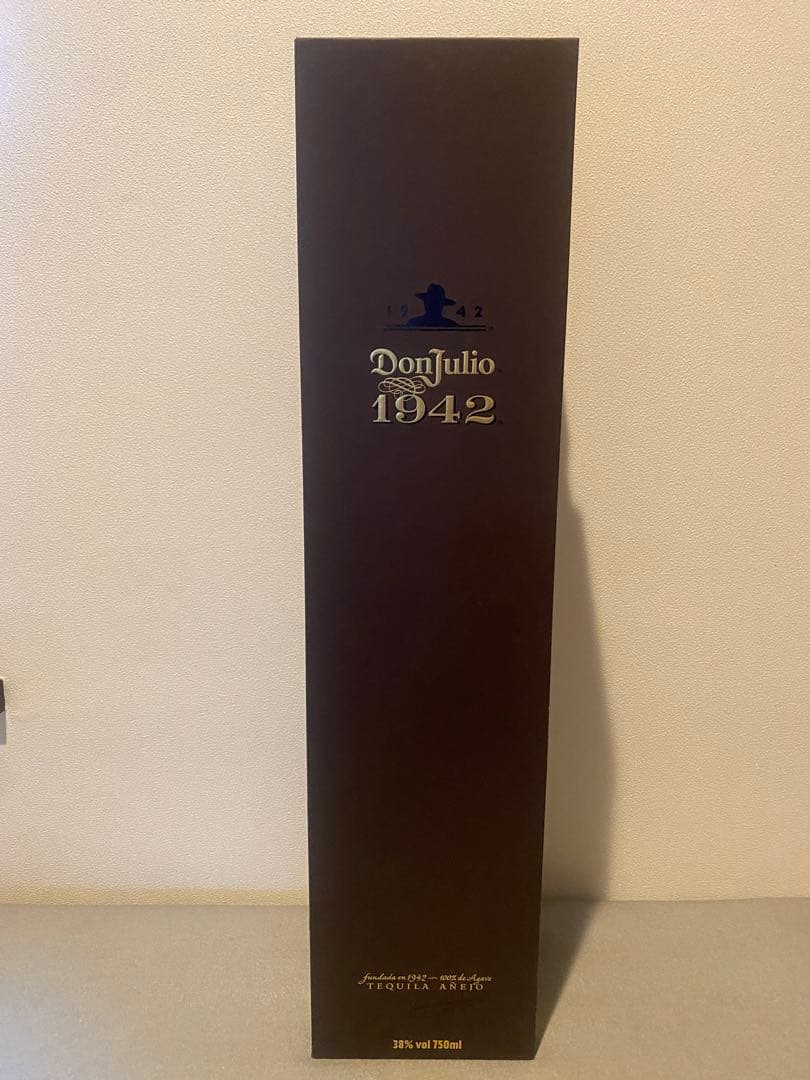 1942
DonJulio
1942
fundada en 1942 — 100% de Agave
TEQUILA AÑEJO
38% vol 750ml